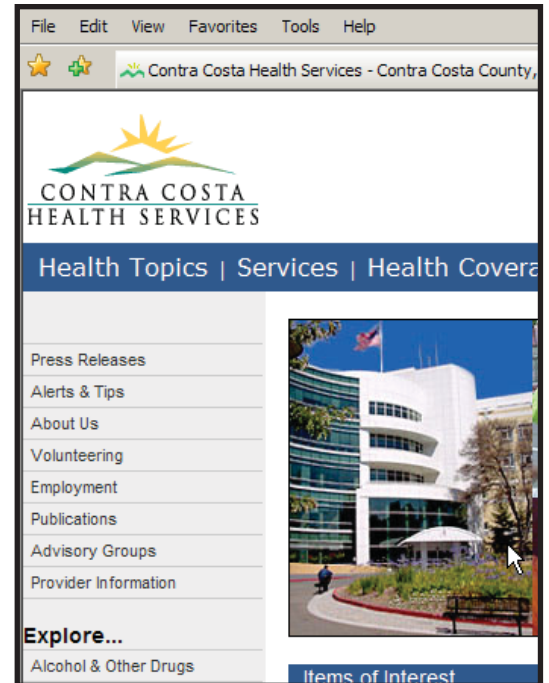 File Edit View Favorites Tools Help
Contra Costa Health Services - Contra Costa County,
CONTRA COSTA
HEALTH SERVICES
Health Topics | Services | Health Covera
Press Releases
Alerts & Tips
About Us
Volunteering
Employment
Publications
Advisory Groups
Provider Information
Explore...
Alcohol & Other Drugs
Items of Interest